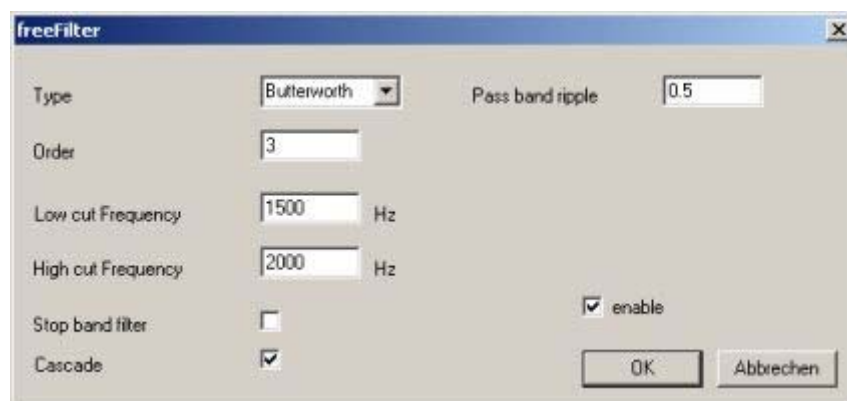 freeFilter
Type Butterworth Pass band ripple 0.5
Order 3
Low cut Frequency 1500 Hz
High cut Frequency 2000 Hz
Stop band filter enable
Cascade OK Abbrechen